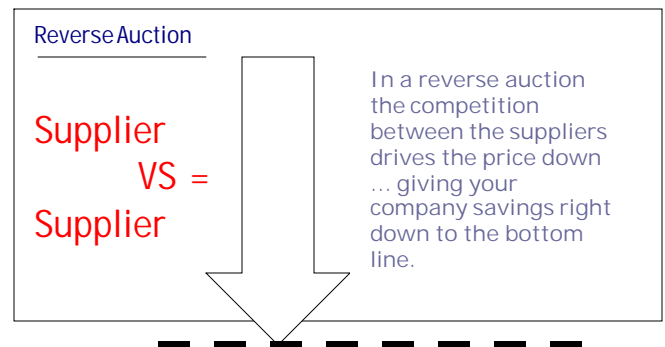 Reverse Auction
Supplier
VS =
Supplier
In a reverse auction
the competition
between the suppliers
drives the price down
... giving your
company savings right
down to the bottom
line.